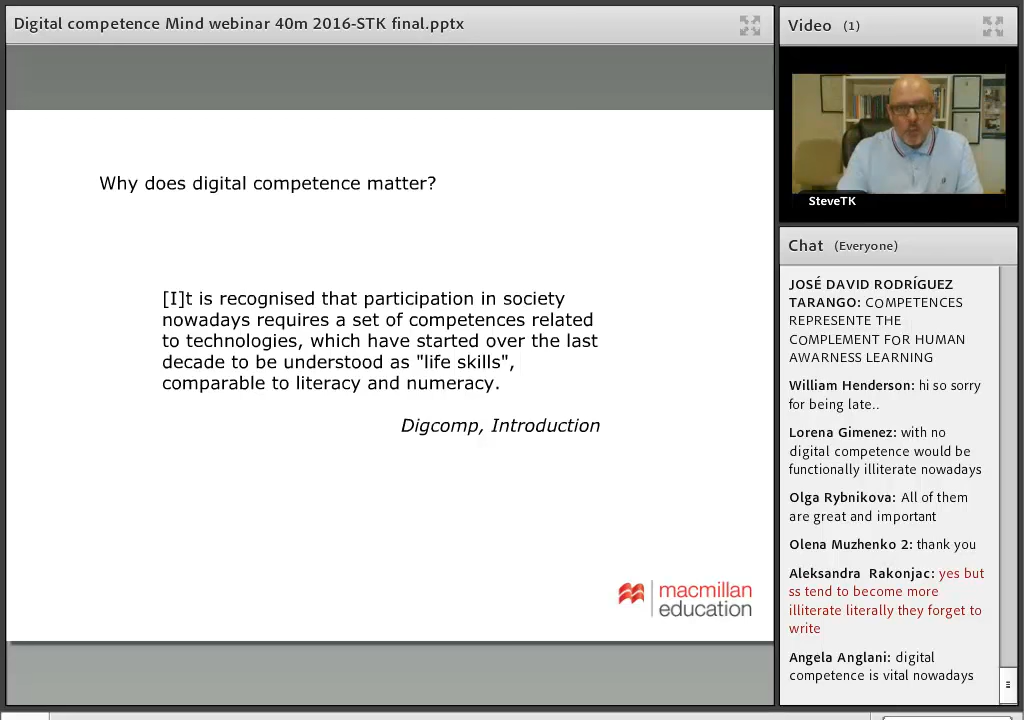 Digital competence Mind webinar 40m 2016-STK final.pptx
Why does digital competence matter?
[I]t is recognised that participation in society
nowadays requires a set of competences related
to technologies, which have started over the last
decade to be understood as "life skills",
comparable to literacy and numeracy.
Digcomp, Introduction
macmillan
education
Video (1)
SteveTK
Chat (Everyone)
JOSÉ DAVID RODRÍGUEZ
TARANGO: COMPETENCES
REPRESENTE THE
COMPLEMENT FOR HUMAN
AWARNESS LEARNING
William Henderson: hi so sorry
for being late..
Lorena Gimenez: with no
digital competence would be
functionally illiterate nowadays
Olga Rybnikova: All of them
are great and important
Olena Muzhenko 2: thank you
Aleksandra Rakonjac: yes but
ss tend to become more
illiterate literally they forget to
write
Angela Anglani: digital
competence is vital nowadays